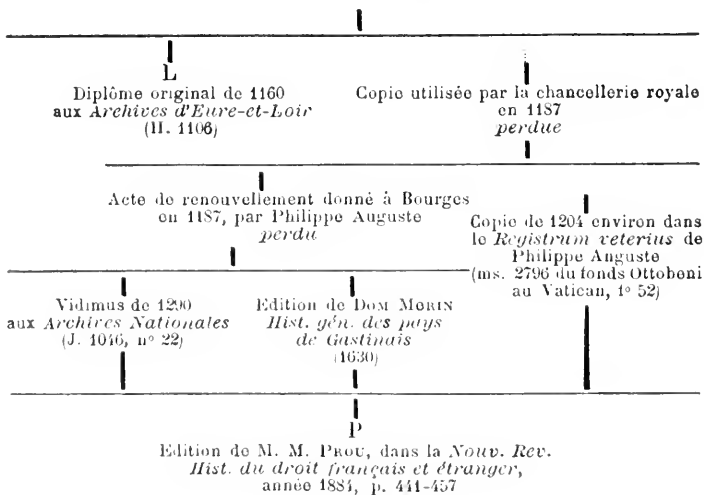 L
Diplôme original de 1160
aux Archives d'Eure-et-Loir
(H. 1106)
Copie utilisée par la chancellerie royale
en 1187
perdue
Acte de renouvellement donné à Bourges
en 1187, par Philippe Auguste
perdu
Copie de 1204 environ dans
le Registrum veterius de
Philippe Auguste
(ms. 2796 du fonds Ottoboni
au Vatican, fo 52)
Vidimus de 1290
aux Archives Nationales
(J. 1046, no 22)
Edition de DOM MORIN
Hist. gén. des pays
de Gastinais
(1630)
P
Edition de M. M. PROU, dans la Nouv. Rev.
Hist. du droit français et étranger,
année 1884, p. 441-457